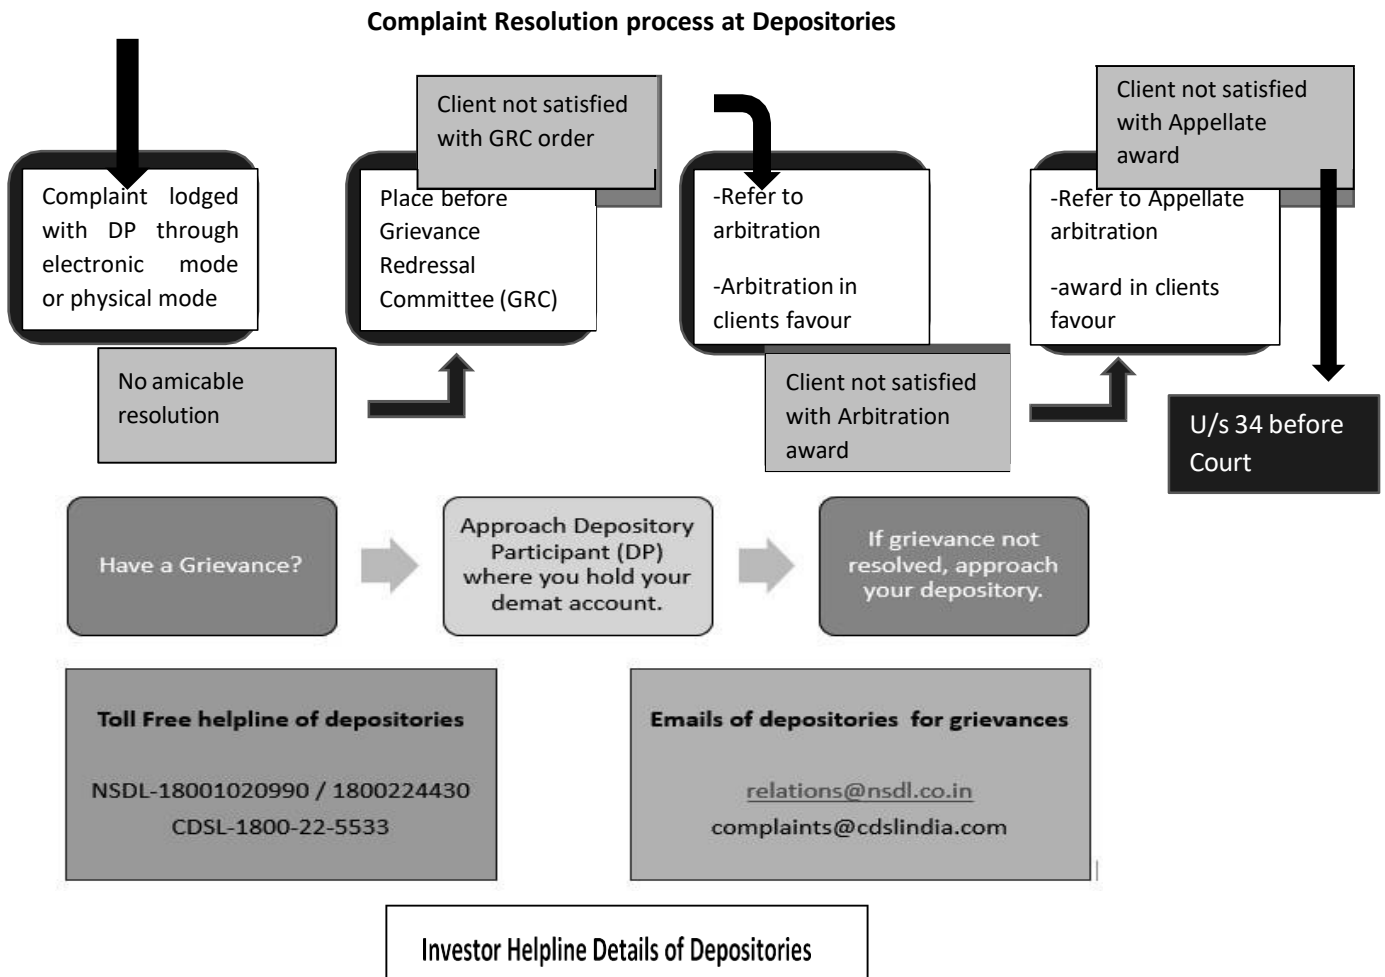 Complaint Resolution process at Depositories
Client not satisfied
with GRC order
Client not satisfied
with Appellate
award
Complaint lodged
with DP through
electronic mode
or physical mode
Place before
Grievance
Redressal
Committee (GRC)
-Refer to
arbitration
-Arbitration in
clients favour
-Refer to Appellate
arbitration
-award in clients
favour
No amicable
resolution
Client not satisfied
with Arbitration
award
U/s 34 before
Court
Have a Grievance?
Approach Depository
Participant (DP)
where you hold your
demat account.
If grievance not
resolved, approach
your depository.
Toll Free helpline of depositories
NSDL-18001020990 / 1800224430
CDSL-1800-22-5533
Emails of depositories for grievances
relations@nsdl.co.in
complaints@cdslindia.com
Investor Helpline Details of Depositories